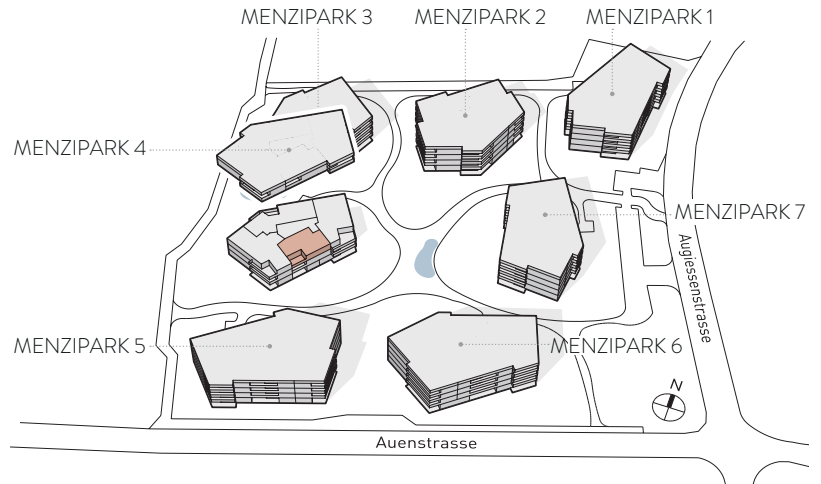 MENZIPARK 3
MENZIPARK 2
MENZIPARK 1
MENZIPARK 4
MENZIPARK 7
Augiessenstrasse
MENZIPARK 5
MENZIPARK 6
N
Auenstrasse